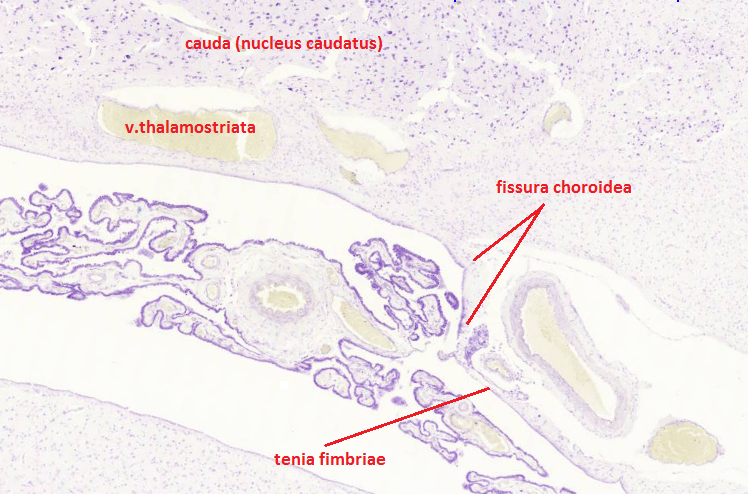 cauda (nucleus caudatus)
v.thalamostriata
fissura choroidea
tenia fimbriae